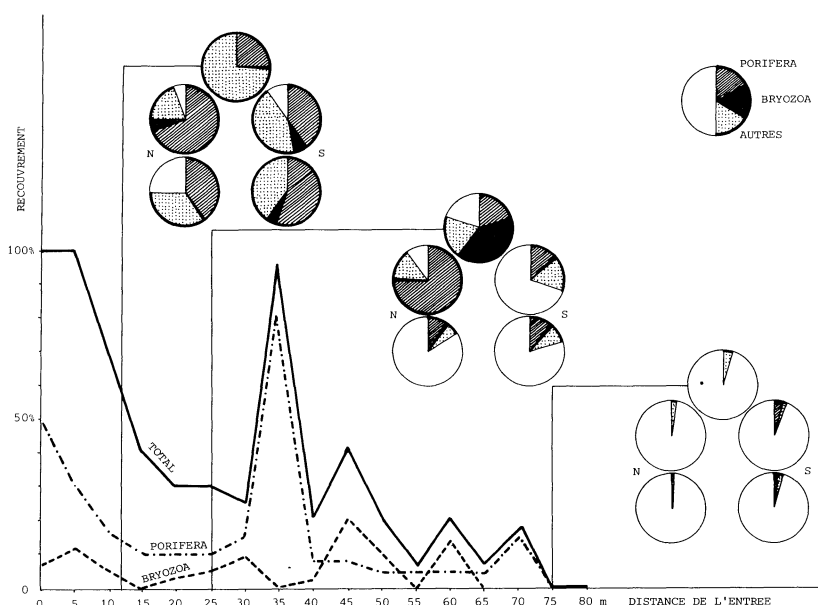 PORIFERA
BRYOZOA
AUTRES
RECOUVREMENT
N
S
100%
N
S
50%
TOTAL
N
S
PORIFERA
BRYOZOA
0
0 5 10 15 20 25 30 35 40 45 50 55 60 65 70 75 80 m DISTANCE DE L'ENTREE